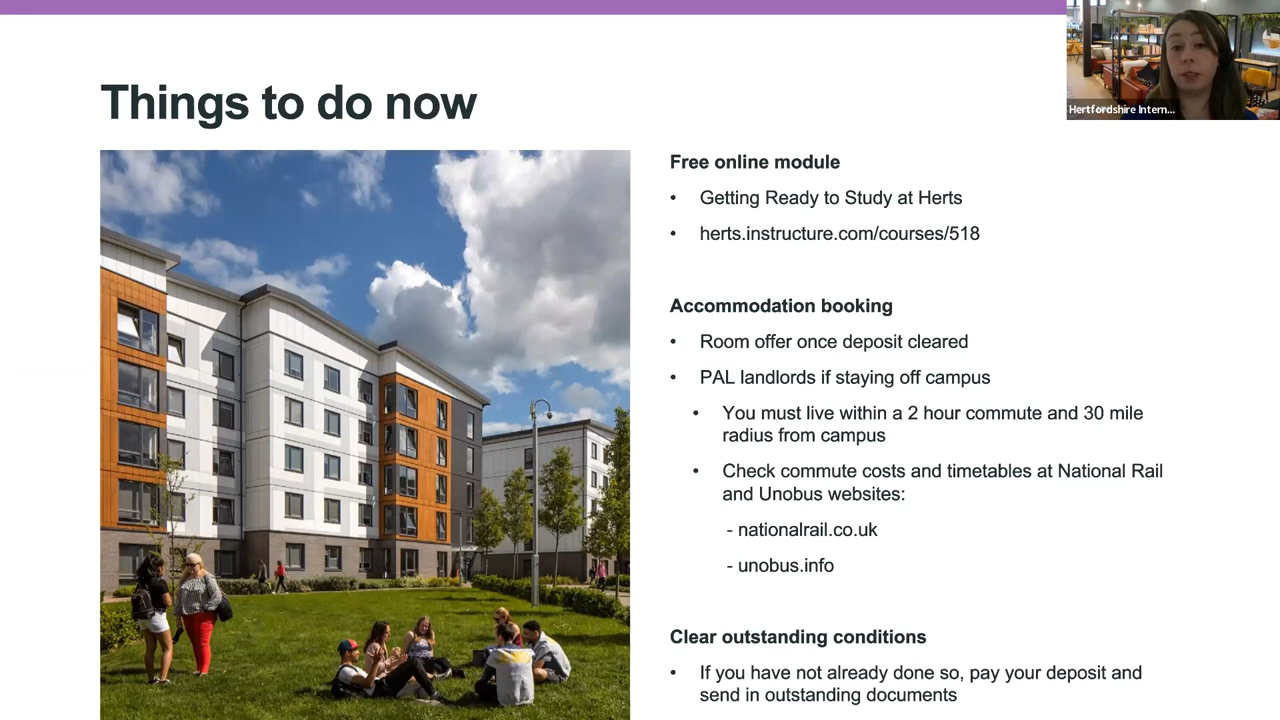 Hertfordshire Intern...
Things to do now
Free online module
• Getting Ready to Study at Herts
• herts.instructure.com/courses/518
Accommodation booking
• Room offer once deposit cleared
• PAL landlords if staying off campus
• You must live within a 2 hour commute and 30 mile
radius from campus
• Check commute costs and timetables at National Rail
and Unobus websites:
- nationalrail.co.uk
- unobus.info
Clear outstanding conditions
• If you have not already done so, pay your deposit and
send in outstanding documents